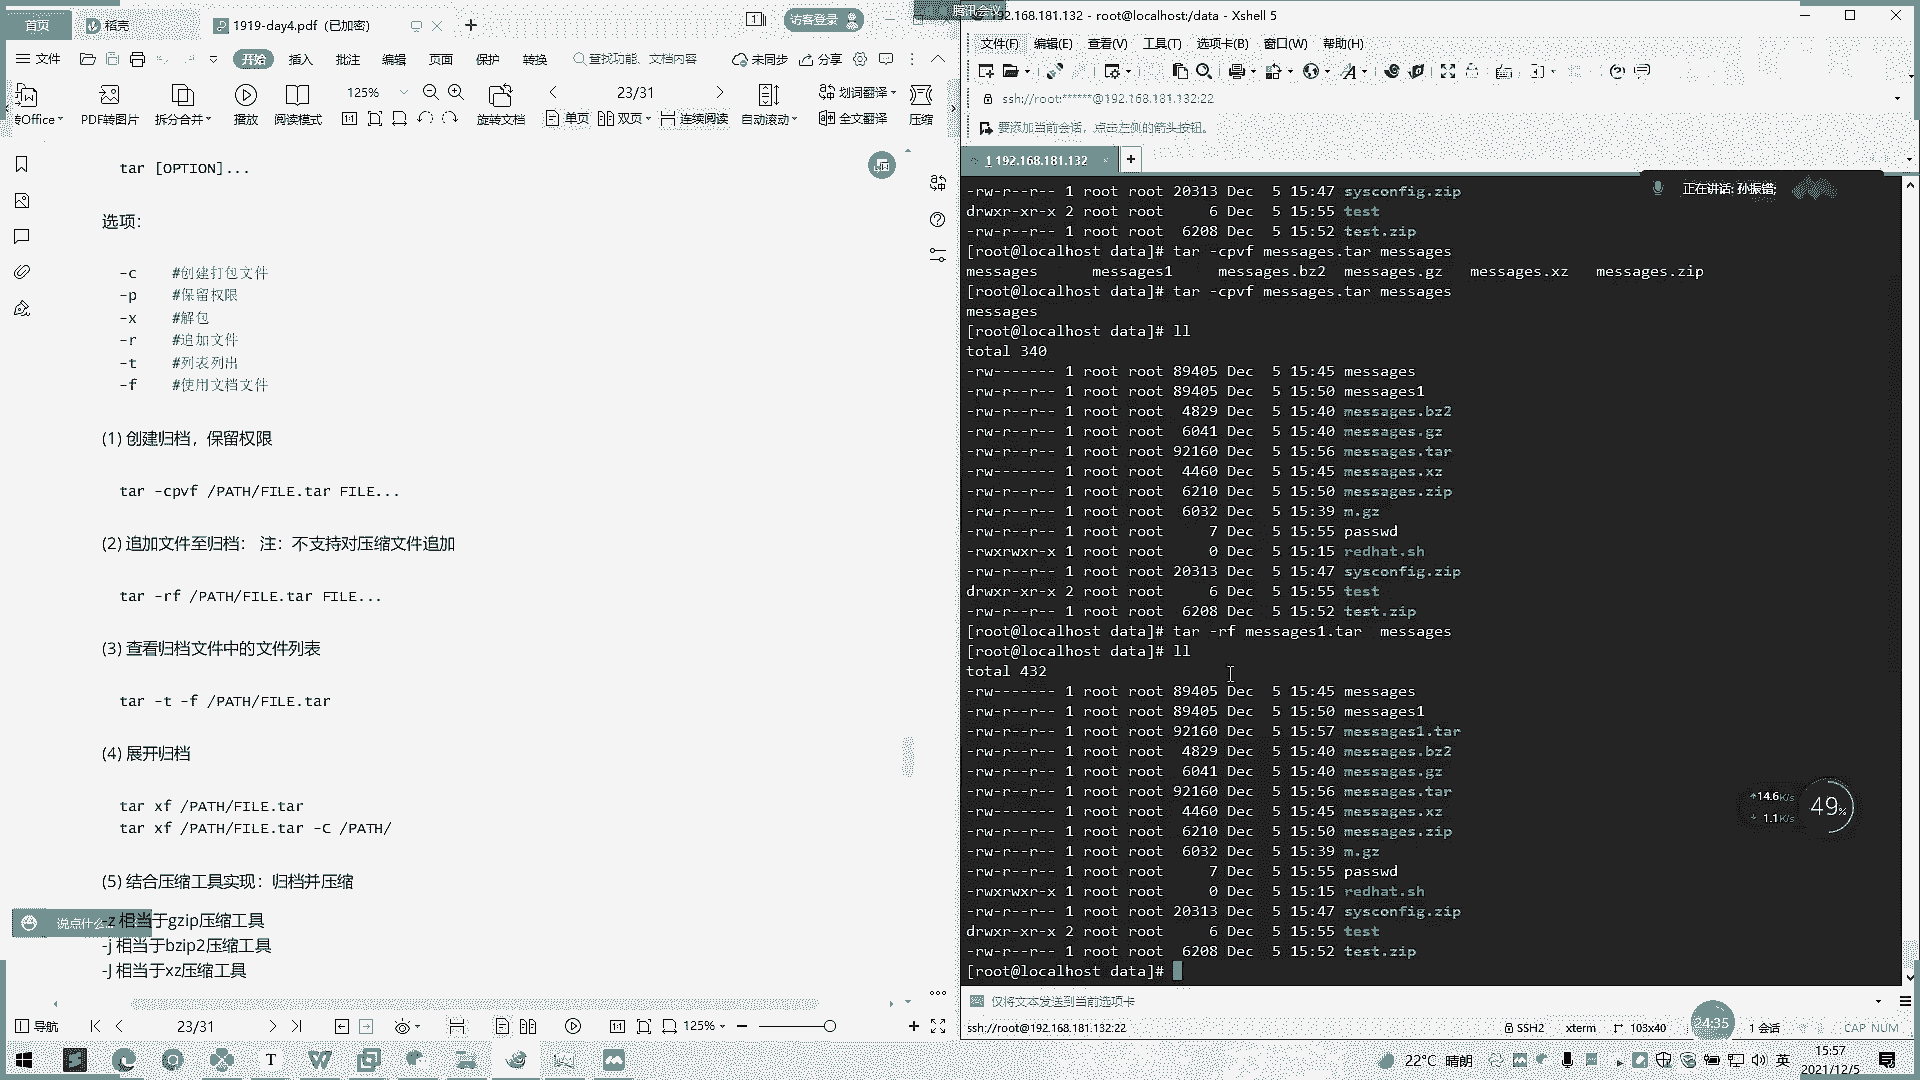 首页
稻壳
1919-day4.pdf (已加密)
访客登录
文件
开始
插入
批注
编辑
页面
保护
转换
查找功能、文档内容
未同步
分享
转Office
PDF转图片
拆分合并
播放
阅读模式
125%
23/31
旋转文档
单页
双页
连续阅读
自动滚动
划词翻译
全文翻译
压缩
tar [OPTION]...
选项：
-c #创建打包文件
-p #保留权限
-x #解包
-r #追加文件
-t #列表列出
-f #使用文档文件
(1) 创建归档，保留权限
tar -cpvf /PATH/FILE.tar FILE...
(2) 追加文件至归档： 注：不支持对压缩文件追加
tar -rf /PATH/FILE.tar FILE...
(3) 查看归档文件中的文件列表
tar -t -f /PATH/FILE.tar
(4) 展开归档
tar xf /PATH/FILE.tar
tar xf /PATH/FILE.tar -C /PATH/
(5) 结合压缩工具实现：归档并压缩
说点什么...
-z 相当于gzip压缩工具
-j 相当于bzip2压缩工具
-J 相当于xz压缩工具
导航
23/31
125%
腾讯会议
192.168.181.132 - root@localhost:/data - Xshell 5
文件(F) 编辑(E) 查看(V) 工具(T) 选项卡(B) 窗口(W) 帮助(H)
ssh://root:******@192.168.181.132:22
要添加当前会话，点击左侧的箭头按钮。
1 192.168.181.132
正在讲话: 孙振锴;
-rw-r--r-- 1 root root 20313 Dec  5 15:47 sysconfig.zip
drwxr-xr-x 2 root root     6 Dec  5 15:55 test
-rw-r--r-- 1 root root  6208 Dec  5 15:52 test.zip
[root@localhost data]# tar -cpvf messages.tar messages
messages      messages1     messages.bz2  messages.gz   messages.xz   messages.zip
[root@localhost data]# tar -cpvf messages.tar messages
messages
[root@localhost data]# ll
total 340
-rw------- 1 root root 89405 Dec  5 15:45 messages
-rw-r--r-- 1 root root 89405 Dec  5 15:50 messages1
-rw-r--r-- 1 root root  4829 Dec  5 15:40 messages.bz2
-rw-r--r-- 1 root root  6041 Dec  5 15:40 messages.gz
-rw-r--r-- 1 root root 92160 Dec  5 15:56 messages.tar
-rw------- 1 root root  4460 Dec  5 15:45 messages.xz
-rw-r--r-- 1 root root  6210 Dec  5 15:50 messages.zip
-rw-r--r-- 1 root root  6032 Dec  5 15:39 m.gz
-rw-r--r-- 1 root root     7 Dec  5 15:55 passwd
-rwxrwxr-x 1 root root     0 Dec  5 15:15 redhat.sh
-rw-r--r-- 1 root root 20313 Dec  5 15:47 sysconfig.zip
drwxr-xr-x 2 root root     6 Dec  5 15:55 test
-rw-r--r-- 1 root root  6208 Dec  5 15:52 test.zip
[root@localhost data]# tar -rf messages1.tar  messages
[root@localhost data]# ll
total 432
-rw------- 1 root root 89405 Dec  5 15:45 messages
-rw-r--r-- 1 root root 89405 Dec  5 15:50 messages1
-rw-r--r-- 1 root root 92160 Dec  5 15:57 messages1.tar
-rw-r--r-- 1 root root  4829 Dec  5 15:40 messages.bz2
-rw-r--r-- 1 root root  6041 Dec  5 15:40 messages.gz
-rw-r--r-- 1 root root 92160 Dec  5 15:56 messages.tar
-rw------- 1 root root  4460 Dec  5 15:45 messages.xz
-rw-r--r-- 1 root root  6210 Dec  5 15:50 messages.zip
-rw-r--r-- 1 root root  6032 Dec  5 15:39 m.gz
-rw-r--r-- 1 root root     7 Dec  5 15:55 passwd
-rwxrwxr-x 1 root root     0 Dec  5 15:15 redhat.sh
-rw-r--r-- 1 root root 20313 Dec  5 15:47 sysconfig.zip
drwxr-xr-x 2 root root     6 Dec  5 15:55 test
-rw-r--r-- 1 root root  6208 Dec  5 15:52 test.zip
[root@localhost data]#
14.6K/s
1.1K/s
49%
仅将文本发送到当前选项卡
ssh://root@192.168.181.132:22
SSH2
xterm
103x40
24:35
1 会话
CAP NUM
22°C 晴朗
英
15:57
2021/12/5